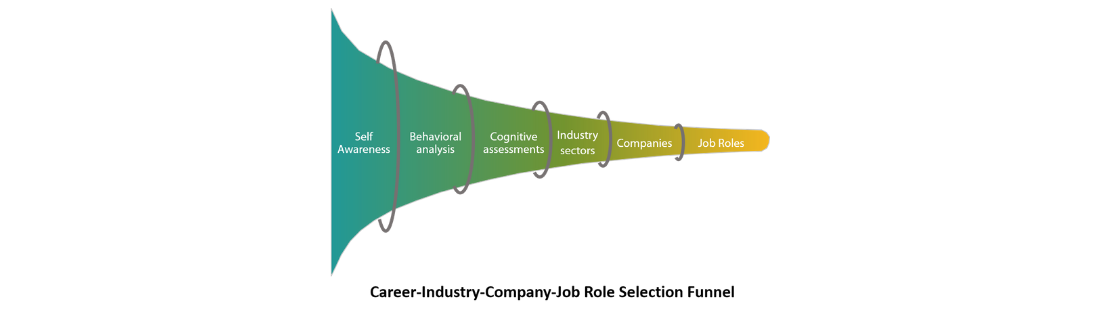 Self
Awareness
Behavioral
analysis
Cognitive
assessments
Industry
sectors
Companies
Job Roles
Career-Industry-Company-Job Role Selection Funnel